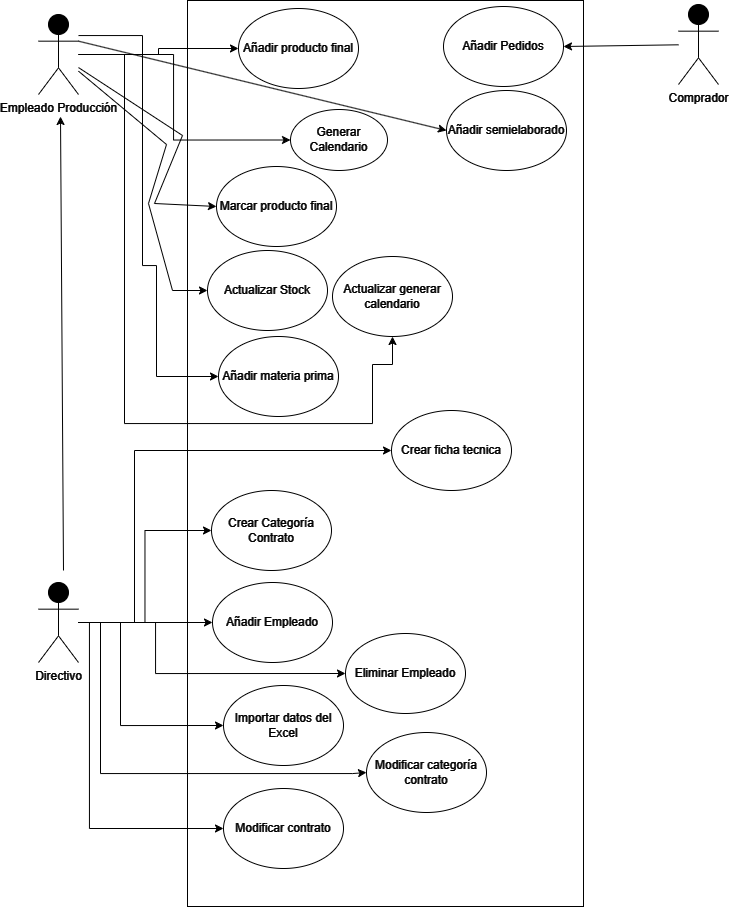 Añadir producto final
Añadir Pedidos
Empleado Producción
Comprador
Generar
Calendario
Añadir semielaborado
Marcar producto final
Actualizar Stock
Actualizar generar
calendario
Añadir materia prima
Crear ficha tecnica
Crear Categoría
Contrato
Añadir Empleado
Directivo
Eliminar Empleado
Importar datos del
Excel
Modificar categoría
contrato
Modificar contrato